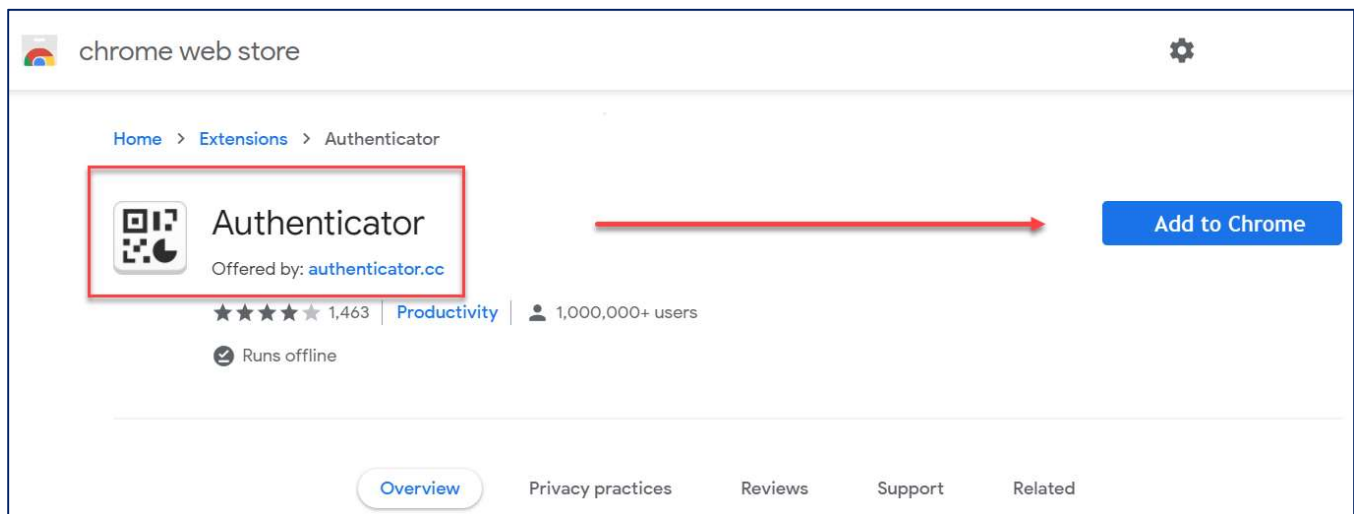 chrome web store
Home > Extensions > Authenticator
Authenticator
Add to Chrome
Offered by: authenticator.cc
1,463 | Productivity | 1,000,000+ users
Runs offline
Overview Privacy practices Reviews Support Related